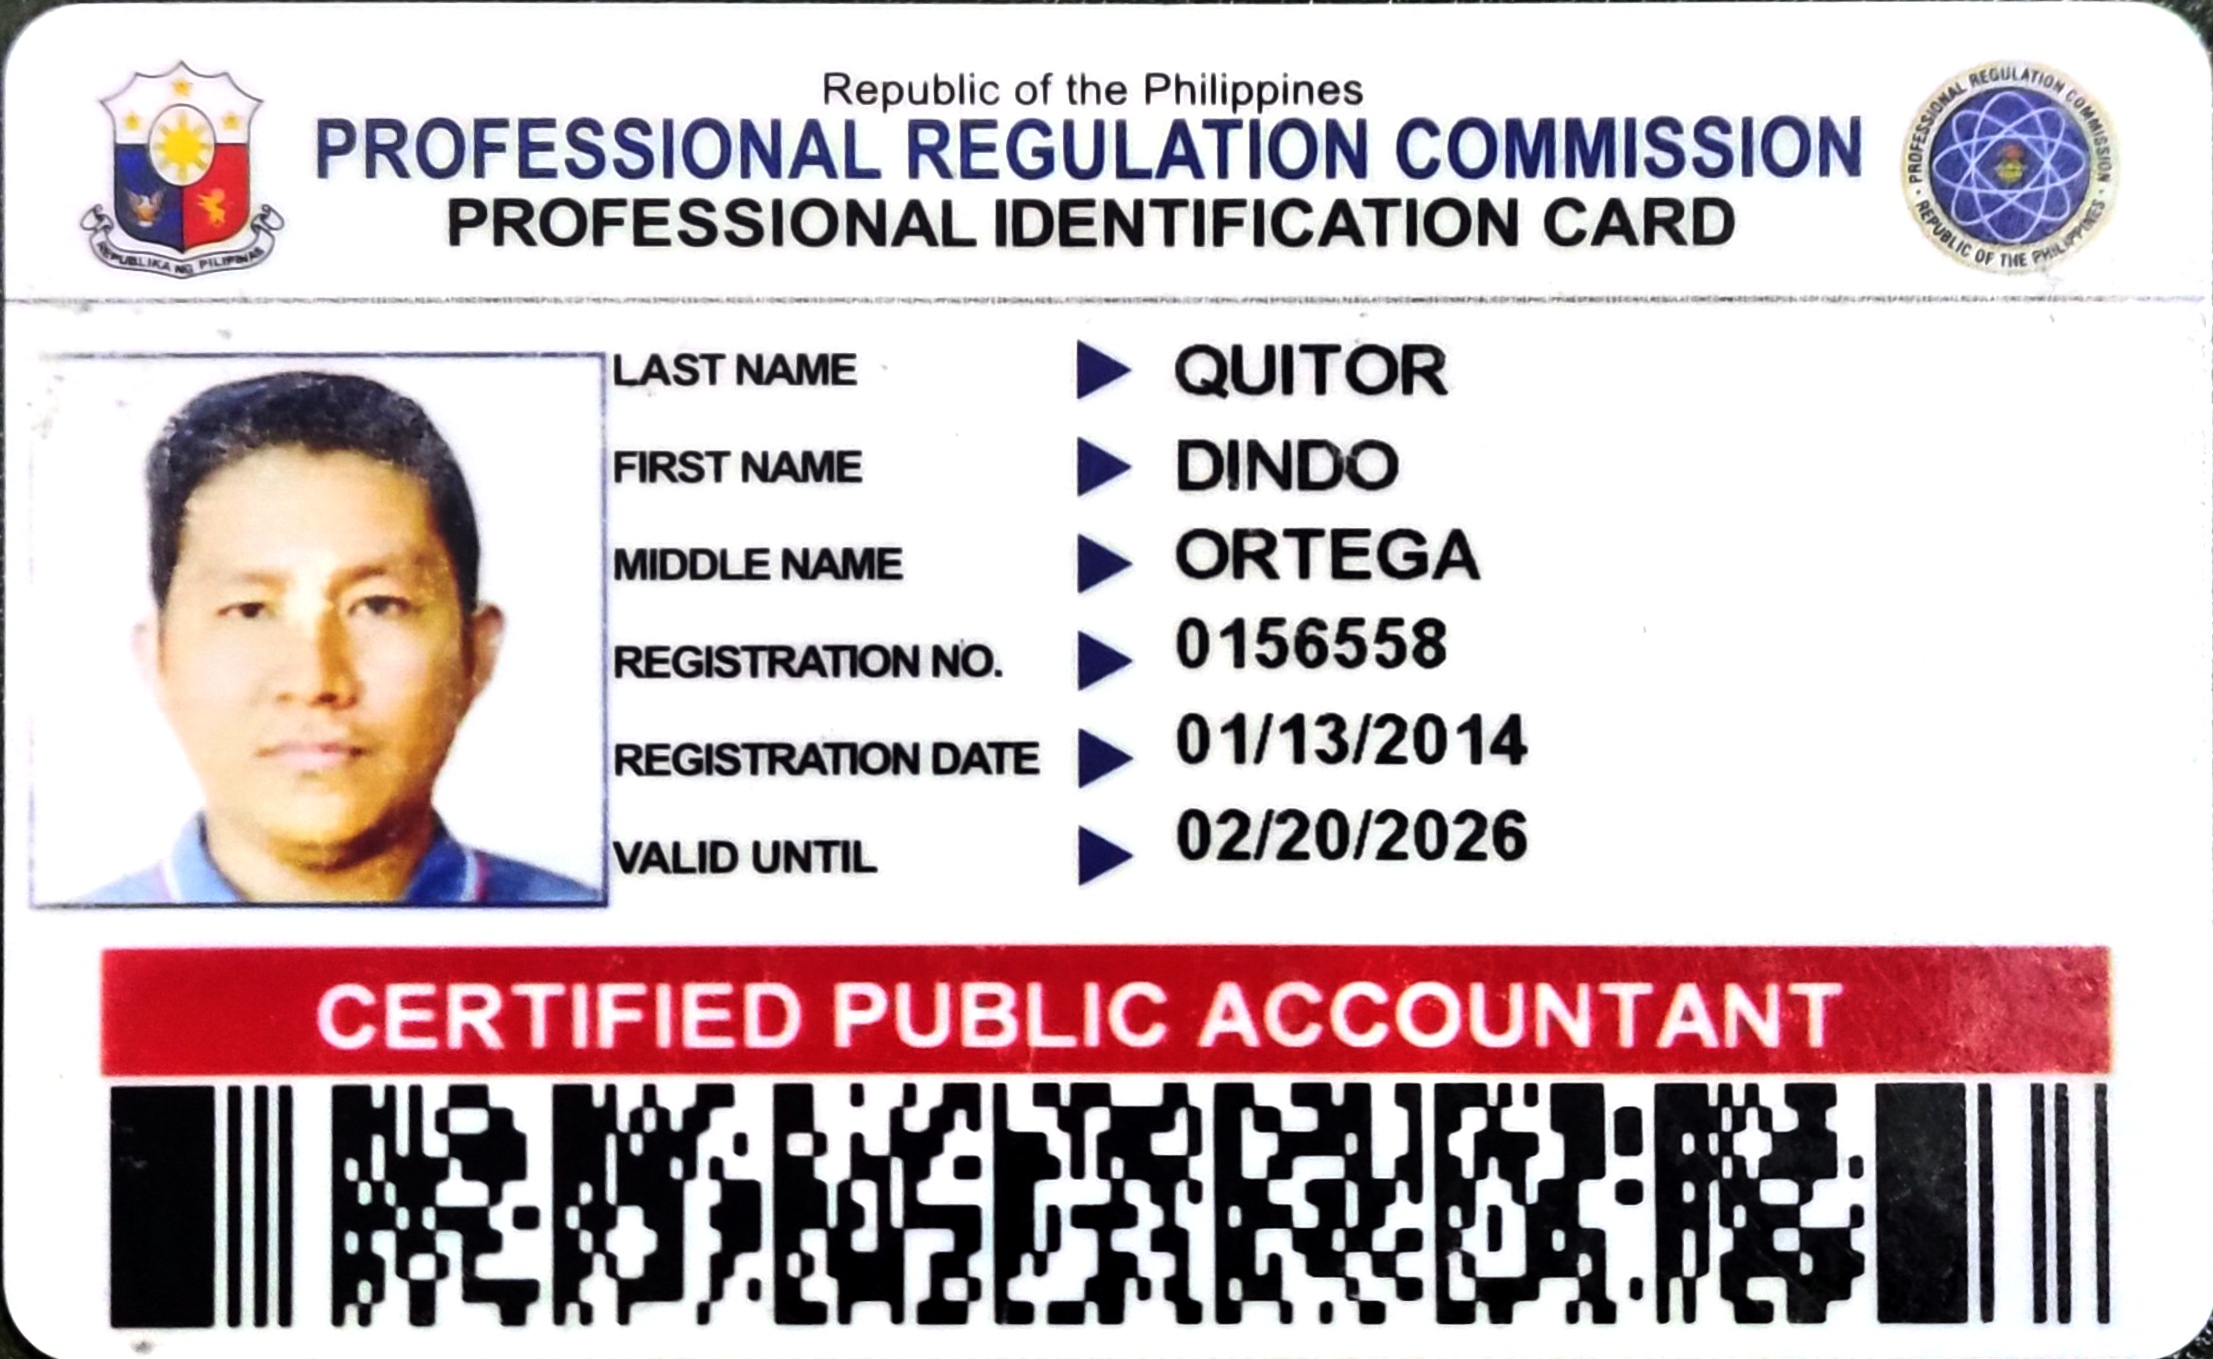 Republic of the Philippines
PROFESSIONAL REGULATION COMMISSION
PROFESSIONAL IDENTIFICATION CARD
REPUBLIKA NG PILIPINAS
PROFESSIONAL REGULATION COMMISSION • REPUBLIC OF THE PHILIPPINES •
LAST NAME QUITOR
FIRST NAME DINDO
MIDDLE NAME ORTEGA
REGISTRATION NO. 0156558
REGISTRATION DATE 01/13/2014
VALID UNTIL 02/20/2026
CERTIFIED PUBLIC ACCOUNTANT